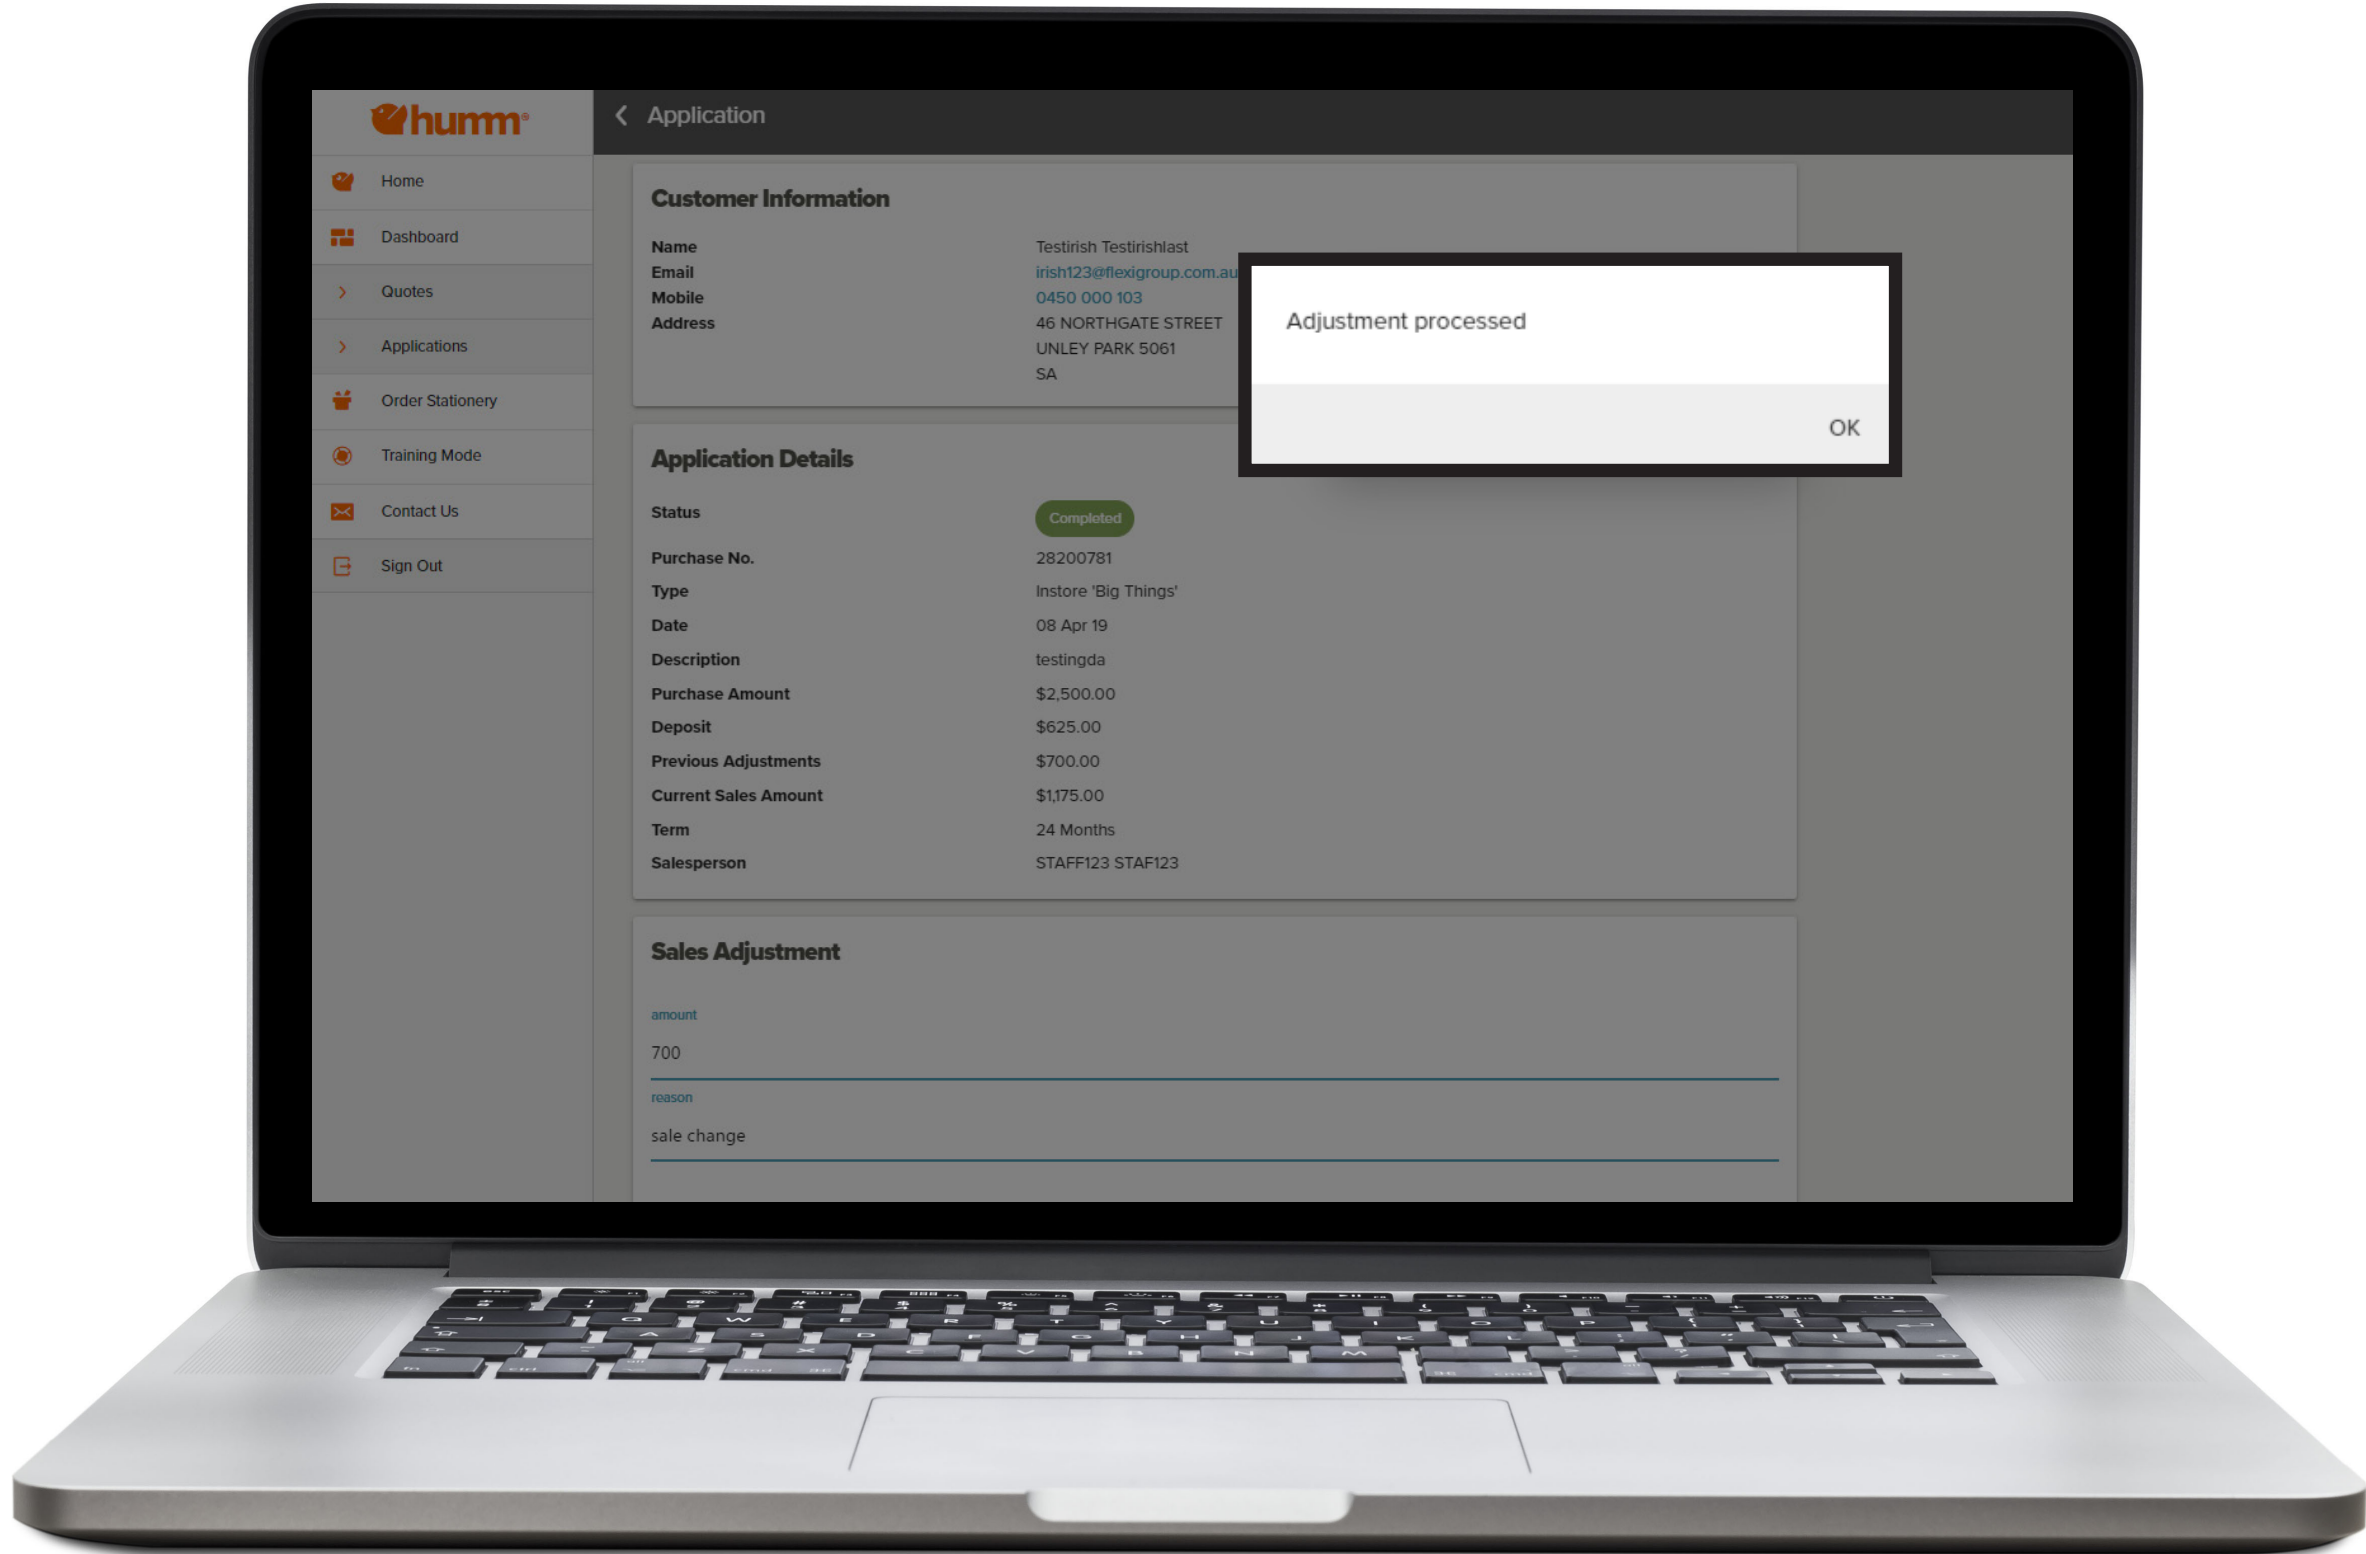 humm®
Application
Home
Dashboard
Quotes
Applications
Order Stationery
Training Mode
Contact Us
Sign Out
Customer Information
Name Testirish Testirishlast
Email irish123@flexigroup.com.au
Mobile 0450 000 103
Address 46 NORTHGATE STREET
UNLEY PARK 5061
SA
Adjustment processed
OK
Application Details
Status Completed
Purchase No. 28200781
Type Instore 'Big Things'
Date 08 Apr 19
Description testingda
Purchase Amount $2,500.00
Deposit $625.00
Previous Adjustments $700.00
Current Sales Amount $1,175.00
Term 24 Months
Salesperson STAFF123 STAF123
Sales Adjustment
amount
700
reason
sale change